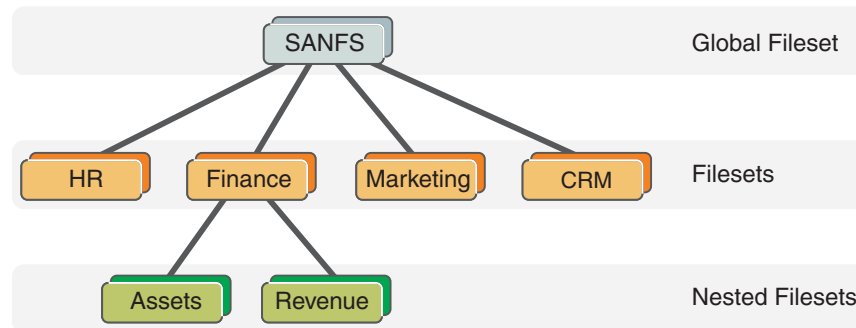 SANFS
Global Fileset
HR
Finance
Marketing
CRM
Filesets
Assets
Revenue
Nested Filesets